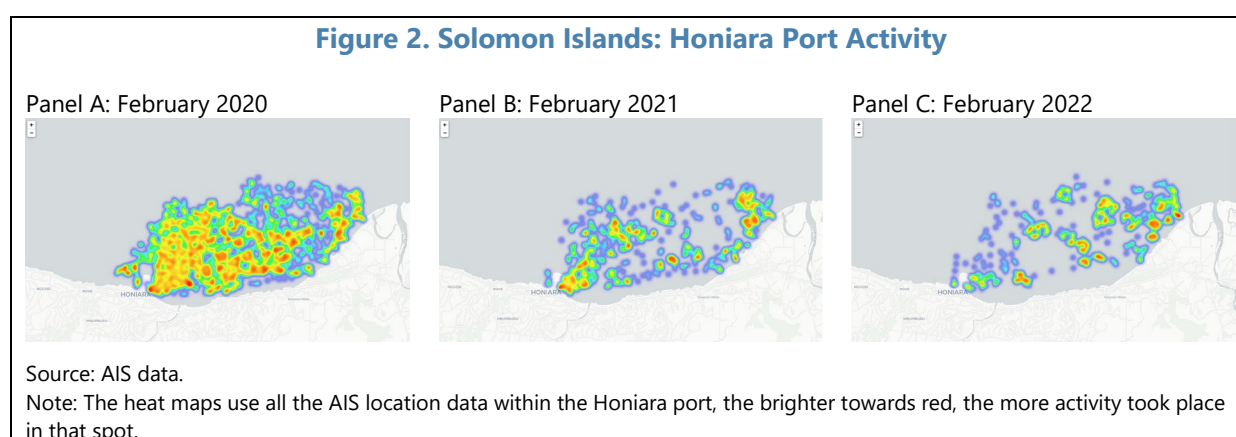 Figure 2. Solomon Islands: Honiara Port Activity
Panel A: February 2020
Panel B: February 2021
Panel C: February 2022
+
−
+
−
+
−
HONIARA
HONIARA
HONIARA
Source: AIS data.
Note: The heat maps use all the AIS location data within the Honiara port, the brighter towards red, the more activity took place
in that spot.